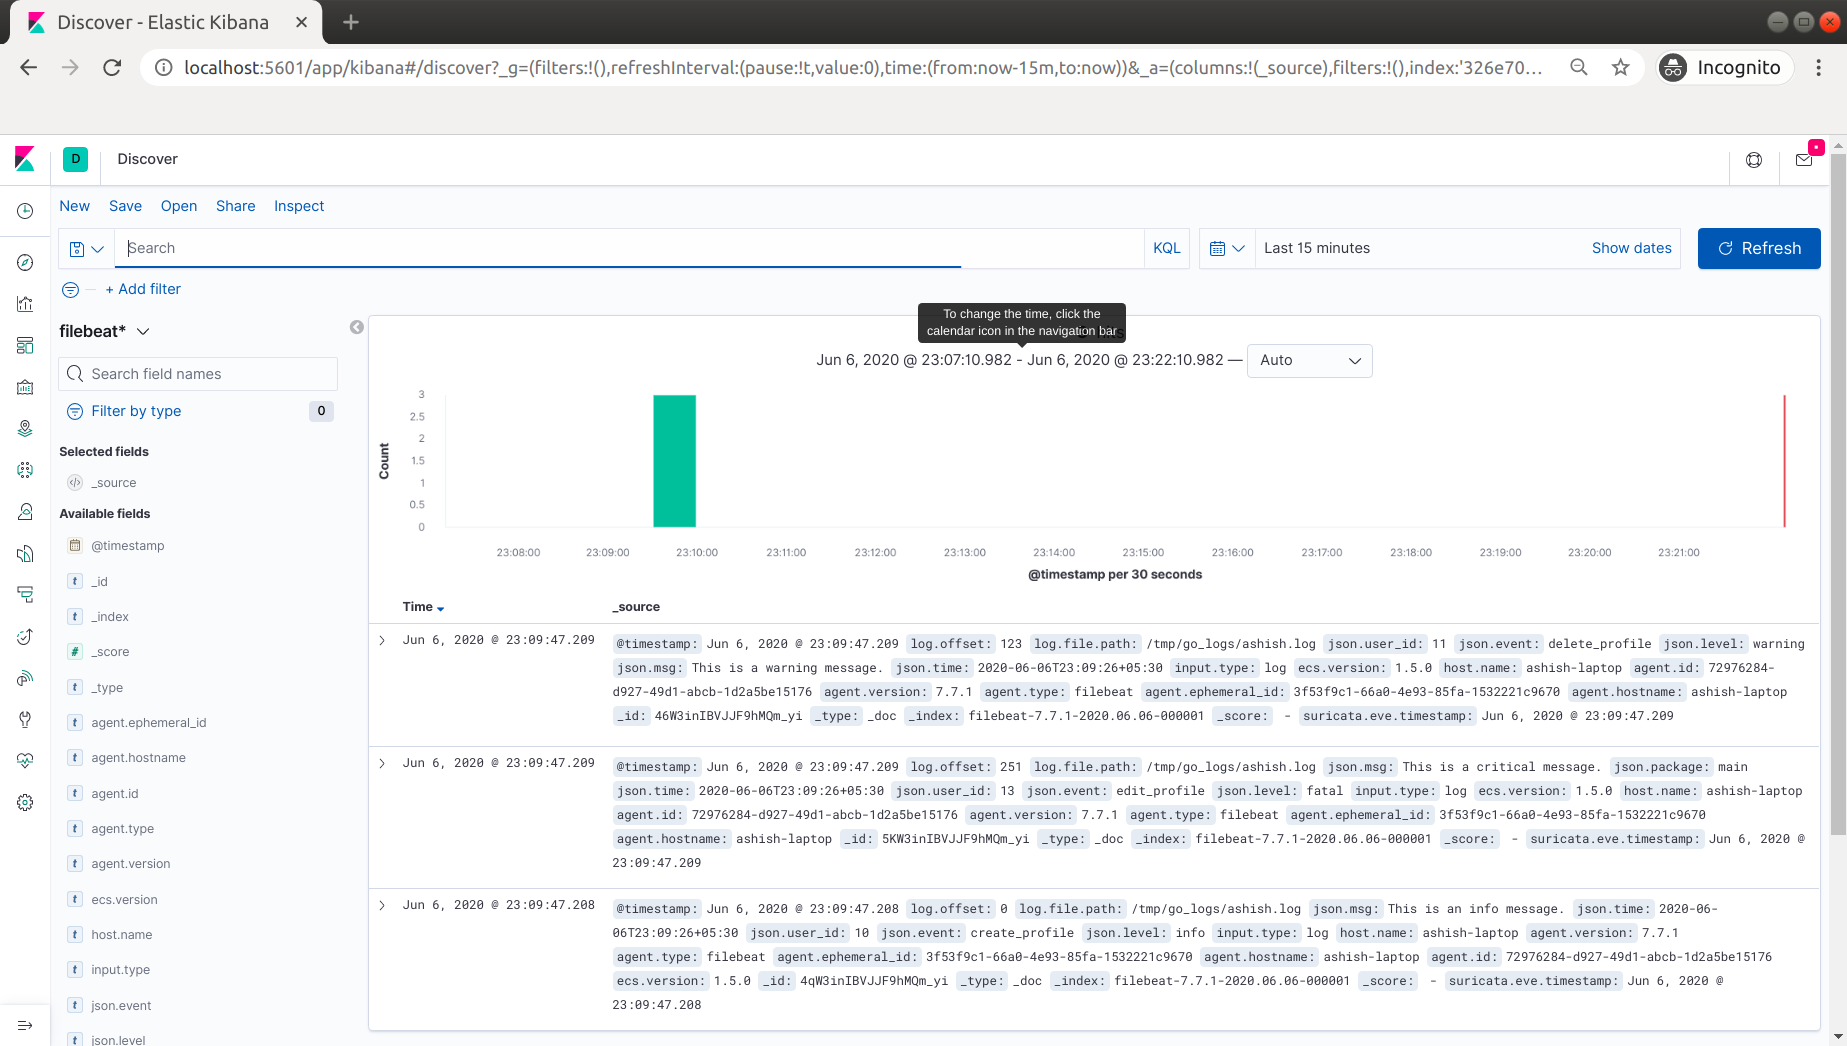 Discover - Elastic Kibana
localhost:5601/app/kibana#/discover?_g=(filters:!(),refreshInterval:(pause:!t,value:0),time:(from:now-15m,to:now))&_a=(columns:!(_source),filters:!(),index:'326e70...
Incognito
D
Discover
New Save Open Share Inspect
Search
KQL
Last 15 minutes
Show dates
Refresh
+ Add filter
filebeat*
Search field names
Filter by type
0
Selected fields
_source
Available fields
@timestamp
_id
_index
_score
_type
agent.ephemeral_id
agent.hostname
agent.id
agent.type
agent.version
ecs.version
host.name
input.type
json.event
json.level
To change the time, click the
calendar icon in the navigation bar
Jun 6, 2020 @ 23:07:10.982 - Jun 6, 2020 @ 23:22:10.982 —
Auto
Count
3
2.5
2
1.5
1
0.5
0
23:08:00 23:09:00 23:10:00 23:11:00 23:12:00 23:13:00 23:14:00 23:15:00 23:16:00 23:17:00 23:18:00 23:19:00 23:20:00 23:21:00
@timestamp per 30 seconds
Time _source
Jun 6, 2020 @ 23:09:47.209
@timestamp: Jun 6, 2020 @ 23:09:47.209 log.offset: 123 log.file.path: /tmp/go_logs/ashish.log json.user_id: 11 json.event: delete_profile json.level: warning
json.msg: This is a warning message. json.time: 2020-06-06T23:09:26+05:30 input.type: log ecs.version: 1.5.0 host.name: ashish-laptop agent.id: 72976284-
d927-49d1-abcb-1d2a5be15176 agent.version: 7.7.1 agent.type: filebeat agent.ephemeral_id: 3f53f9c1-66a0-4e93-85fa-1532221c9670 agent.hostname: ashish-laptop
_id: 46W3inIBVJJF9hMQm_yi _type: _doc _index: filebeat-7.7.1-2020.06.06-000001 _score: - suricata.eve.timestamp: Jun 6, 2020 @ 23:09:47.209
Jun 6, 2020 @ 23:09:47.209
@timestamp: Jun 6, 2020 @ 23:09:47.209 log.offset: 251 log.file.path: /tmp/go_logs/ashish.log json.msg: This is a critical message. json.package: main
json.time: 2020-06-06T23:09:26+05:30 json.user_id: 13 json.event: edit_profile json.level: fatal input.type: log ecs.version: 1.5.0 host.name: ashish-laptop
agent.id: 72976284-d927-49d1-abcb-1d2a5be15176 agent.version: 7.7.1 agent.type: filebeat agent.ephemeral_id: 3f53f9c1-66a0-4e93-85fa-1532221c9670
agent.hostname: ashish-laptop _id: 5KW3inIBVJJF9hMQm_yi _type: _doc _index: filebeat-7.7.1-2020.06.06-000001 _score: - suricata.eve.timestamp: Jun 6, 2020 @
23:09:47.209
Jun 6, 2020 @ 23:09:47.208
@timestamp: Jun 6, 2020 @ 23:09:47.208 log.offset: 0 log.file.path: /tmp/go_logs/ashish.log json.msg: This is an info message. json.time: 2020-06-
06T23:09:26+05:30 json.user_id: 10 json.event: create_profile json.level: info input.type: log host.name: ashish-laptop agent.version: 7.7.1
agent.type: filebeat agent.ephemeral_id: 3f53f9c1-66a0-4e93-85fa-1532221c9670 agent.hostname: ashish-laptop agent.id: 72976284-d927-49d1-abcb-1d2a5be15176
ecs.version: 1.5.0 _id: 4qW3inIBVJJF9hMQm_yi _type: _doc _index: filebeat-7.7.1-2020.06.06-000001 _score: - suricata.eve.timestamp: Jun 6, 2020 @
23:09:47.208